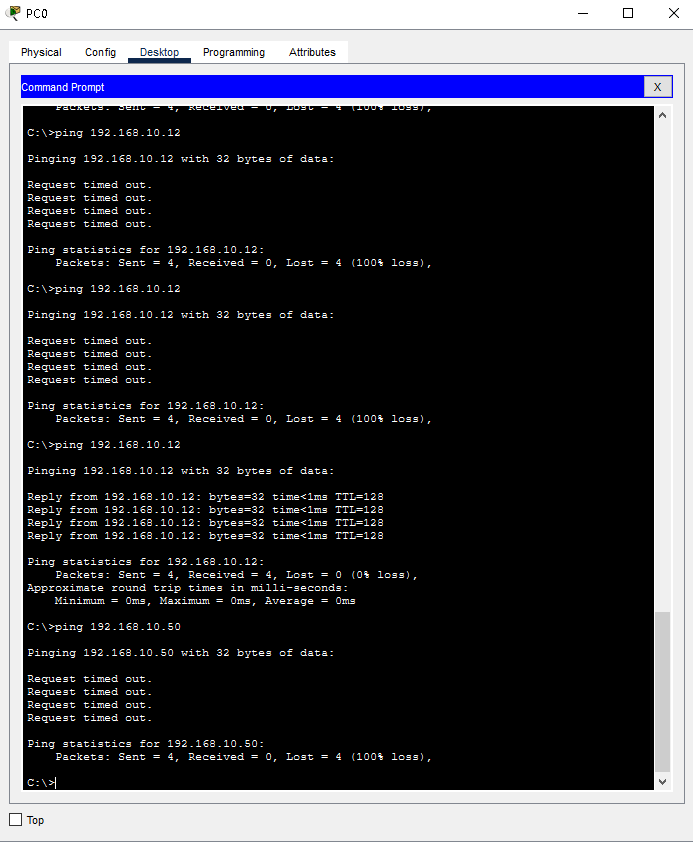 PC0
Physical Config Desktop Programming Attributes
Command Prompt X
Packets: Sent = 4, Received = 0, Lost = 4 (100% loss),
C:\>ping 192.168.10.12
Pinging 192.168.10.12 with 32 bytes of data:
Request timed out.
Request timed out.
Request timed out.
Request timed out.
Ping statistics for 192.168.10.12:
Packets: Sent = 4, Received = 0, Lost = 4 (100% loss),
C:\>ping 192.168.10.12
Pinging 192.168.10.12 with 32 bytes of data:
Request timed out.
Request timed out.
Request timed out.
Request timed out.
Ping statistics for 192.168.10.12:
Packets: Sent = 4, Received = 0, Lost = 4 (100% loss),
C:\>ping 192.168.10.12
Pinging 192.168.10.12 with 32 bytes of data:
Reply from 192.168.10.12: bytes=32 time<1ms TTL=128
Reply from 192.168.10.12: bytes=32 time<1ms TTL=128
Reply from 192.168.10.12: bytes=32 time<1ms TTL=128
Reply from 192.168.10.12: bytes=32 time<1ms TTL=128
Ping statistics for 192.168.10.12:
Packets: Sent = 4, Received = 4, Lost = 0 (0% loss),
Approximate round trip times in milli-seconds:
Minimum = 0ms, Maximum = 0ms, Average = 0ms
C:\>ping 192.168.10.50
Pinging 192.168.10.50 with 32 bytes of data:
Request timed out.
Request timed out.
Request timed out.
Request timed out.
Ping statistics for 192.168.10.50:
Packets: Sent = 4, Received = 0, Lost = 4 (100% loss),
C:\>
Top